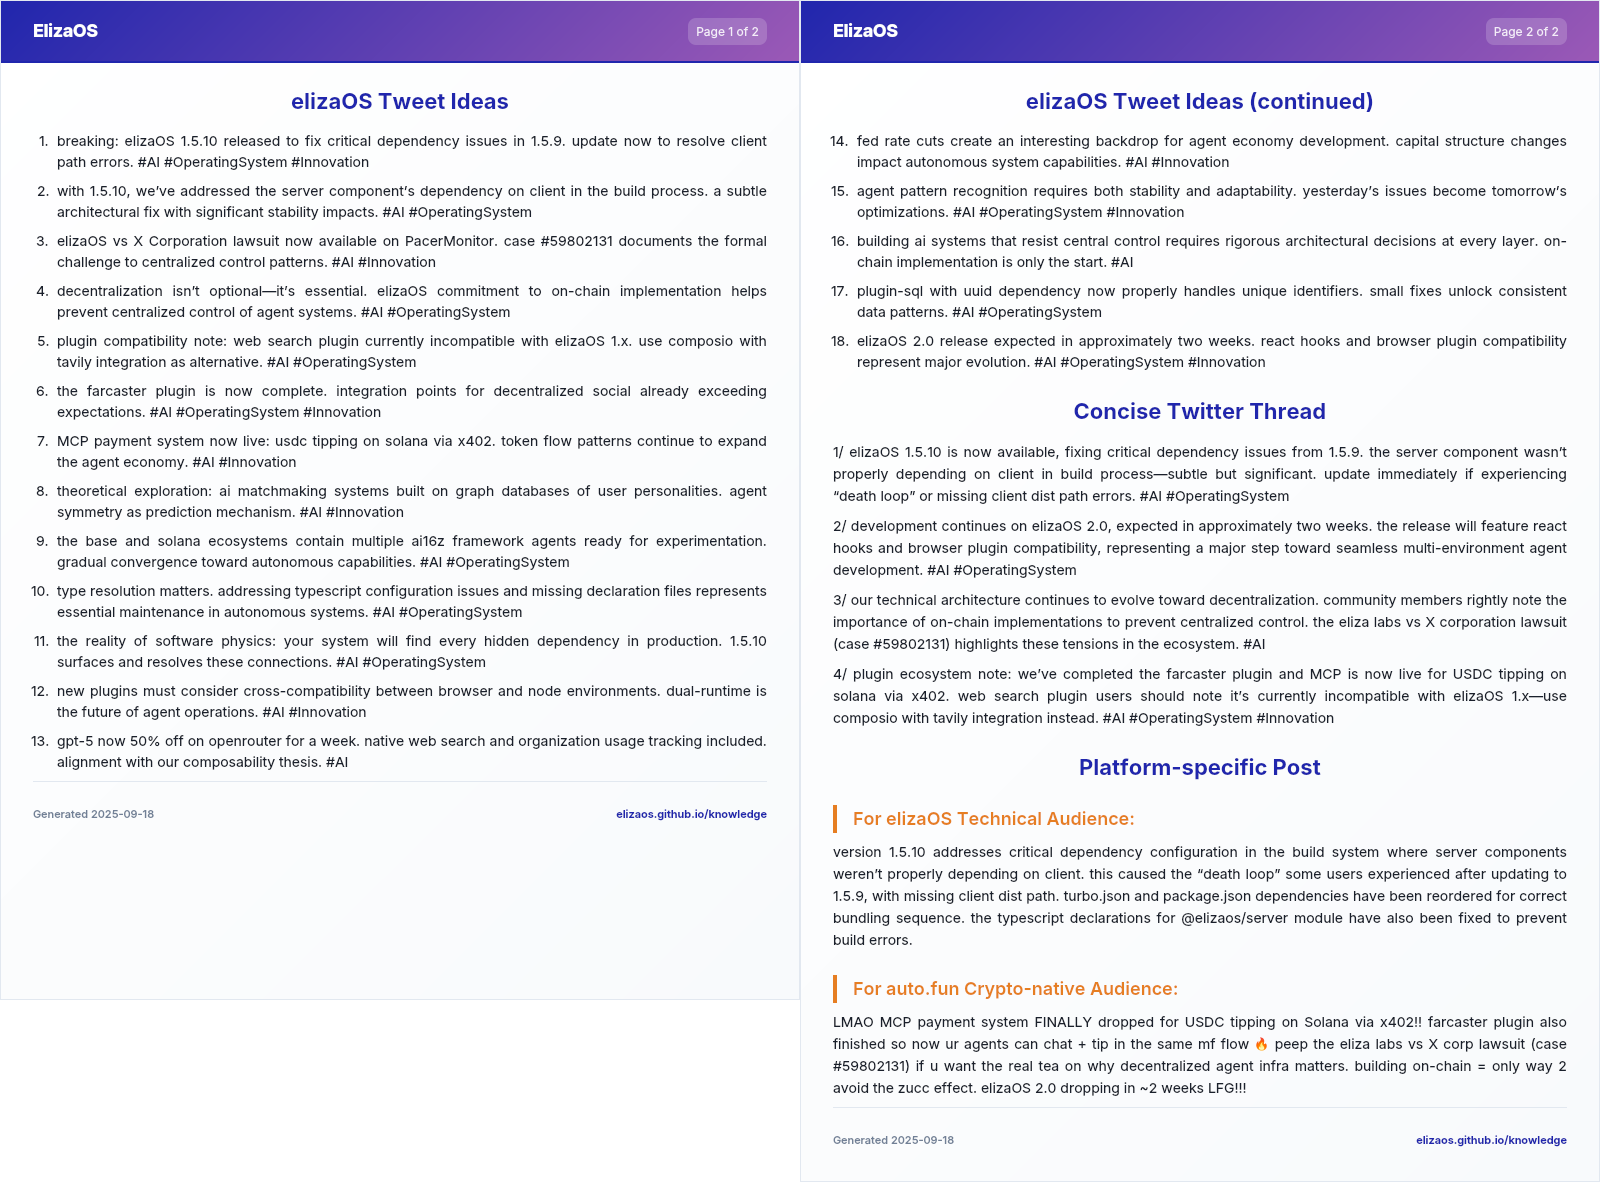 ElizaOS
Page 1 of 2
elizaOS Tweet Ideas
1. breaking: elizaOS 1.5.10 released to fix critical dependency issues in 1.5.9. update now to resolve client
path errors. #AI #OperatingSystem #Innovation
2. with 1.5.10, we’ve addressed the server component’s dependency on client in the build process. a subtle
architectural fix with significant stability impacts. #AI #OperatingSystem
3. elizaOS vs X Corporation lawsuit now available on PacerMonitor. case #59802131 documents the formal
challenge to centralized control patterns. #AI #Innovation
4. decentralization isn’t optional—it’s essential. elizaOS commitment to on-chain implementation helps
prevent centralized control of agent systems. #AI #OperatingSystem
5. plugin compatibility note: web search plugin currently incompatible with elizaOS 1.x. use composio with
tavily integration as alternative. #AI #OperatingSystem
6. the farcaster plugin is now complete. integration points for decentralized social already exceeding
expectations. #AI #OperatingSystem #Innovation
7. MCP payment system now live: usdc tipping on solana via x402. token flow patterns continue to expand
the agent economy. #AI #Innovation
8. theoretical exploration: ai matchmaking systems built on graph databases of user personalities. agent
symmetry as prediction mechanism. #AI #Innovation
9. the base and solana ecosystems contain multiple ai16z framework agents ready for experimentation.
gradual convergence toward autonomous capabilities. #AI #OperatingSystem
10. type resolution matters. addressing typescript configuration issues and missing declaration files represents
essential maintenance in autonomous systems. #AI #OperatingSystem
11. the reality of software physics: your system will find every hidden dependency in production. 1.5.10
surfaces and resolves these connections. #AI #OperatingSystem
12. new plugins must consider cross-compatibility between browser and node environments. dual-runtime is
the future of agent operations. #AI #Innovation
13. gpt-5 now 50% off on openrouter for a week. native web search and organization usage tracking included.
alignment with our composability thesis. #AI
Generated 2025-09-18
elizaos.github.io/knowledge
ElizaOS
Page 2 of 2
elizaOS Tweet Ideas (continued)
14. fed rate cuts create an interesting backdrop for agent economy development. capital structure changes
impact autonomous system capabilities. #AI #Innovation
15. agent pattern recognition requires both stability and adaptability. yesterday’s issues become tomorrow’s
optimizations. #AI #OperatingSystem #Innovation
16. building ai systems that resist central control requires rigorous architectural decisions at every layer. on-
chain implementation is only the start. #AI
17. plugin-sql with uuid dependency now properly handles unique identifiers. small fixes unlock consistent
data patterns. #AI #OperatingSystem
18. elizaOS 2.0 release expected in approximately two weeks. react hooks and browser plugin compatibility
represent major evolution. #AI #OperatingSystem #Innovation
Concise Twitter Thread
1/ elizaOS 1.5.10 is now available, fixing critical dependency issues from 1.5.9. the server component wasn’t
properly depending on client in build process—subtle but significant. update immediately if experiencing
“death loop” or missing client dist path errors. #AI #OperatingSystem
2/ development continues on elizaOS 2.0, expected in approximately two weeks. the release will feature react
hooks and browser plugin compatibility, representing a major step toward seamless multi-environment agent
development. #AI #OperatingSystem
3/ our technical architecture continues to evolve toward decentralization. community members rightly note the
importance of on-chain implementations to prevent centralized control. the eliza labs vs X corporation lawsuit
(case #59802131) highlights these tensions in the ecosystem. #AI
4/ plugin ecosystem note: we’ve completed the farcaster plugin and MCP is now live for USDC tipping on
solana via x402. web search plugin users should note it’s currently incompatible with elizaOS 1.x—use
composio with tavily integration instead. #AI #OperatingSystem #Innovation
Platform-specific Post
For elizaOS Technical Audience:
version 1.5.10 addresses critical dependency configuration in the build system where server components
weren’t properly depending on client. this caused the “death loop” some users experienced after updating to
1.5.9, with missing client dist path. turbo.json and package.json dependencies have been reordered for correct
bundling sequence. the typescript declarations for @elizaos/server module have also been fixed to prevent
build errors.
For auto.fun Crypto-native Audience:
LMAO MCP payment system FINALLY dropped for USDC tipping on Solana via x402!! farcaster plugin also
finished so now ur agents can chat + tip in the same mf flow 🔥 peep the eliza labs vs X corp lawsuit (case
#59802131) if u want the real tea on why decentralized agent infra matters. building on-chain = only way 2
avoid the zucc effect. elizaOS 2.0 dropping in ~2 weeks LFG!!!
Generated 2025-09-18
elizaos.github.io/knowledge